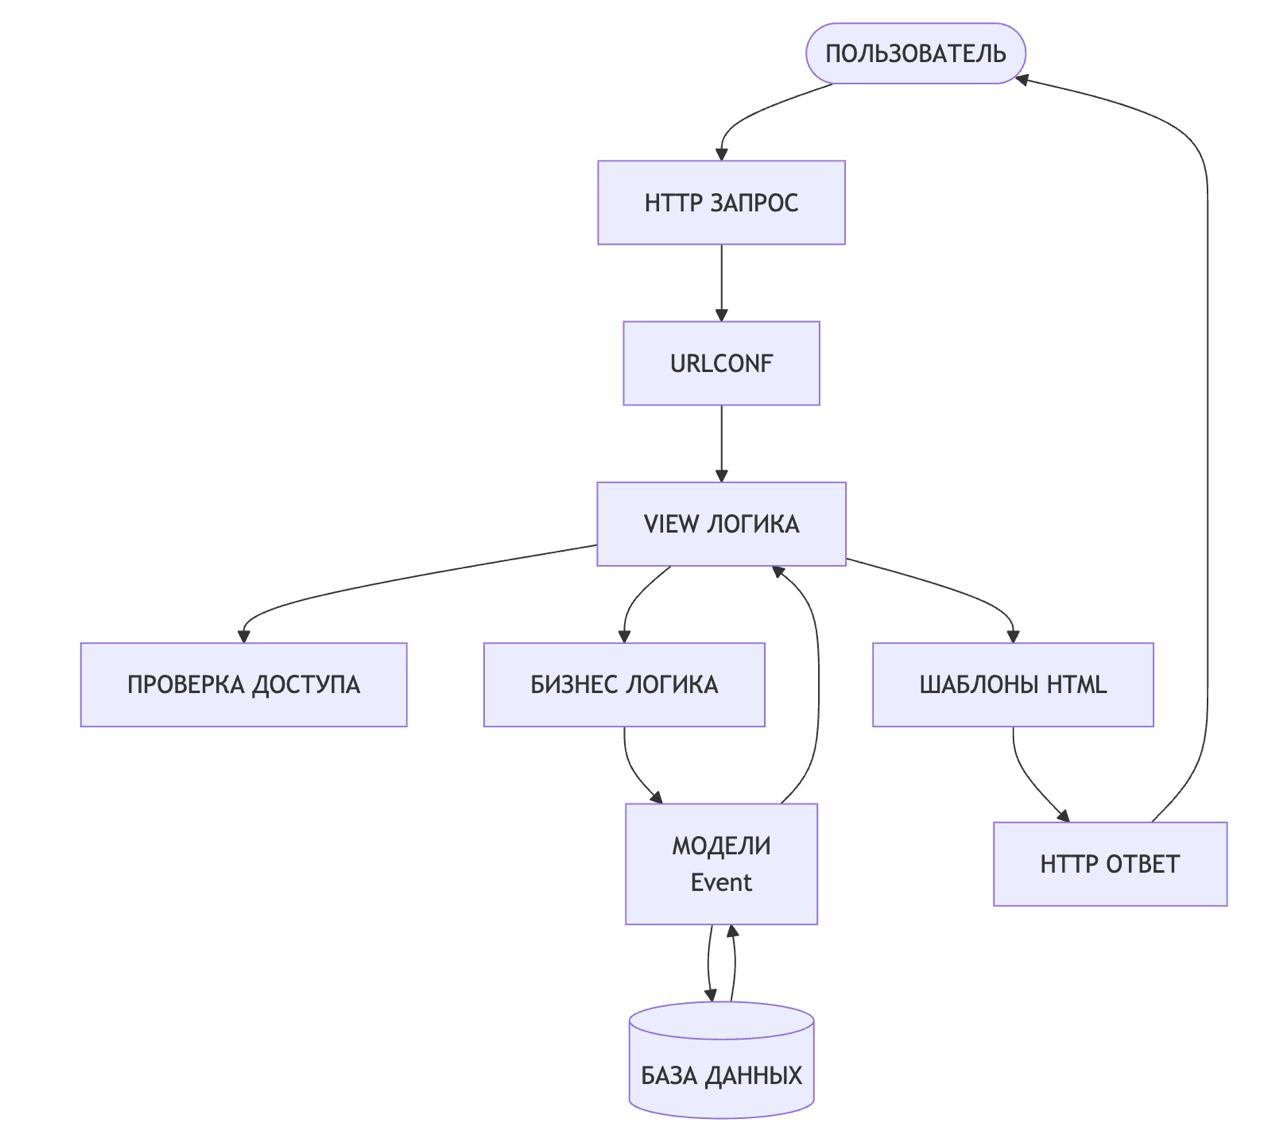 ПОЛЬЗОВАТЕЛЬ
HTTP ЗАПРОС
URLCONF
VIEW ЛОГИКА
ПРОВЕРКА ДОСТУПА
БИЗНЕС ЛОГИКА
ШАБЛОНЫ HTML
МОДЕЛИ
Event
HTTP ОТВЕТ
БАЗА ДАННЫХ